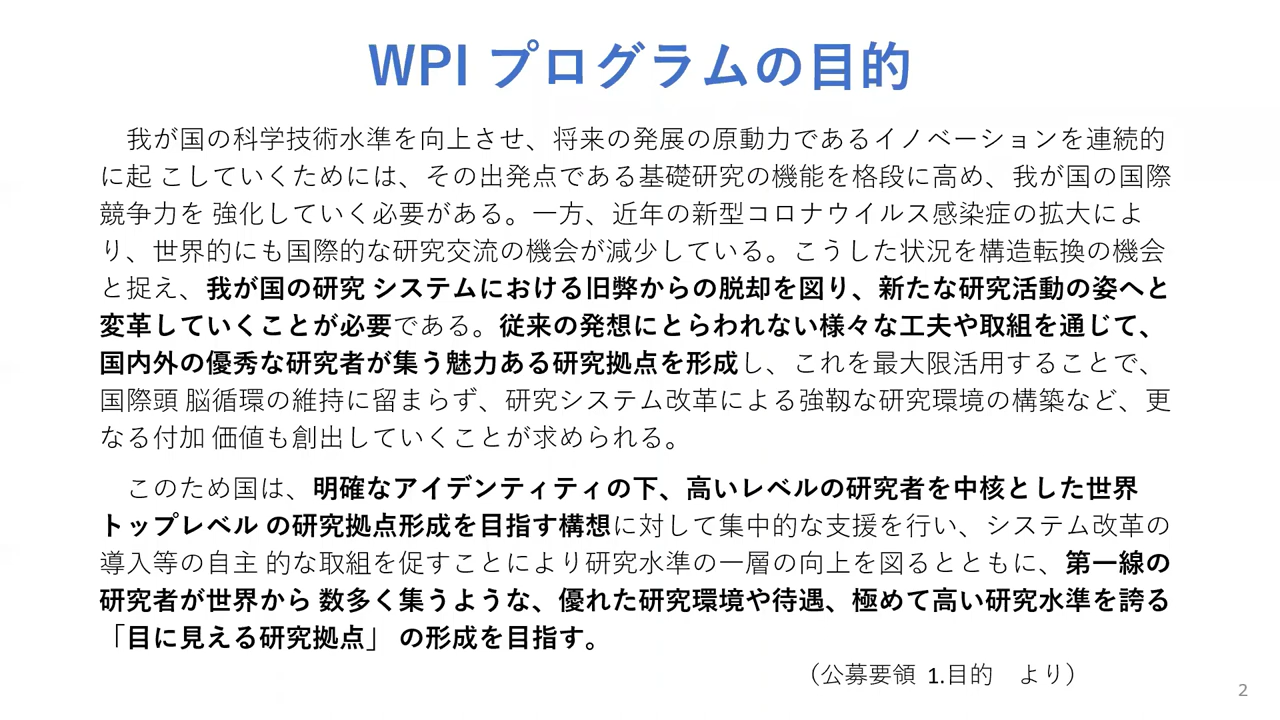 WPI プログラムの目的
我が国の科学技術水準を向上させ、将来の発展の原動力であるイノベーションを連続的
に起 こしていくためには、その出発点である基礎研究の機能を格段に高め、我が国の国際
競争力を 強化していく必要がある。一方、近年の新型コロナウイルス感染症の拡大によ
り、世界的にも国際的な研究交流の機会が減少している。こうした状況を構造転換の機会
と捉え、我が国の研究 システムにおける旧弊からの脱却を図り、新たな研究活動の姿へと
変革していくことが必要である。従来の発想にとらわれない様々な工夫や取組を通じて、
国内外の優秀な研究者が集う魅力ある研究拠点を形成し、これを最大限活用することで、
国際頭 脳循環の維持に留まらず、研究システム改革による強靱な研究環境の構築など、更
なる付加 価値も創出していくことが求められる。
このため国は、明確なアイデンティティの下、高いレベルの研究者を中核とした世界
トップレベル の研究拠点形成を目指す構想に対して集中的な支援を行い、システム改革の
導入等の自主 的な取組を促すことにより研究水準の一層の向上を図るとともに、第一線の
研究者が世界から 数多く集うような、優れた研究環境や待遇、極めて高い研究水準を誇る
「目に見える研究拠点」 の形成を目指す。
（公募要領 1.目的　より）
2